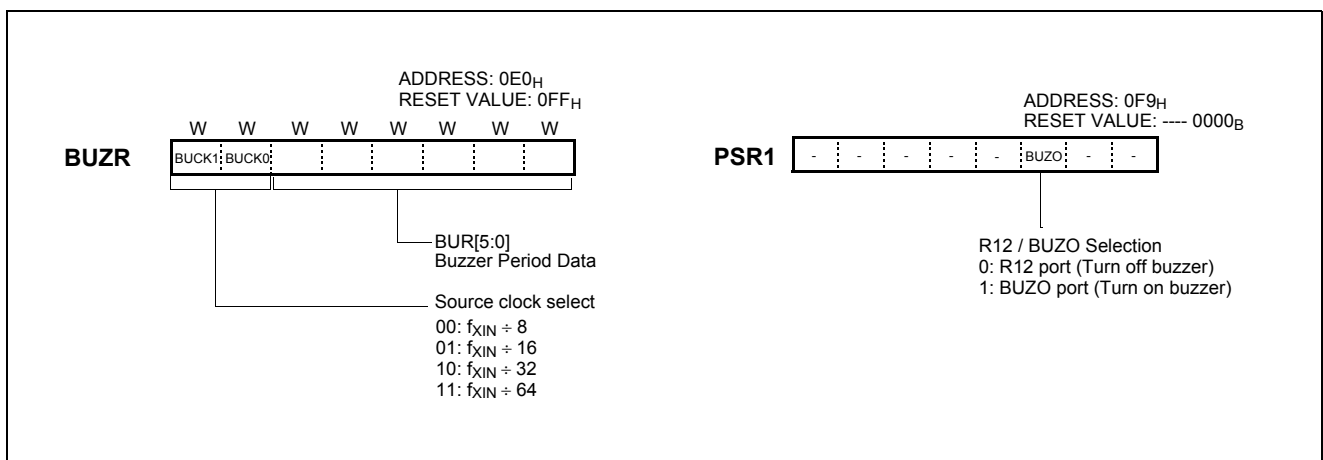 ADDRESS: 0E0H
RESET VALUE: 0FFH
W W W W W W W W
BUZR BUCK1 BUCK0
BUR[5:0]
Buzzer Period Data
Source clock select
00: fXIN ÷ 8
01: fXIN ÷ 16
10: fXIN ÷ 32
11: fXIN ÷ 64
ADDRESS: 0F9H
RESET VALUE: ---- 0000B
PSR1 - - - - - BUZO - -
R12 / BUZO Selection
0: R12 port (Turn off buzzer)
1: BUZO port (Turn on buzzer)